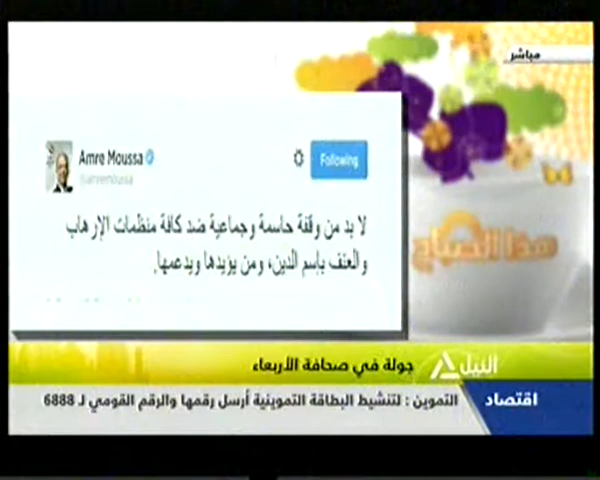 مباشر
Amre Moussa
@amremoussa
Following
لا بد من وقفة حاسمة وجماعية ضد كافة منظمات الإرهاب
والعنف بإسم الدين، ومن يؤيدها ويدعمها.
هذا الصباح
النيل
جولة في صحافة الأربعاء
اقتصاد
التموين : لتنشيط البطاقة التموينية أرسل رقمها والرقم القومي لـ 6888